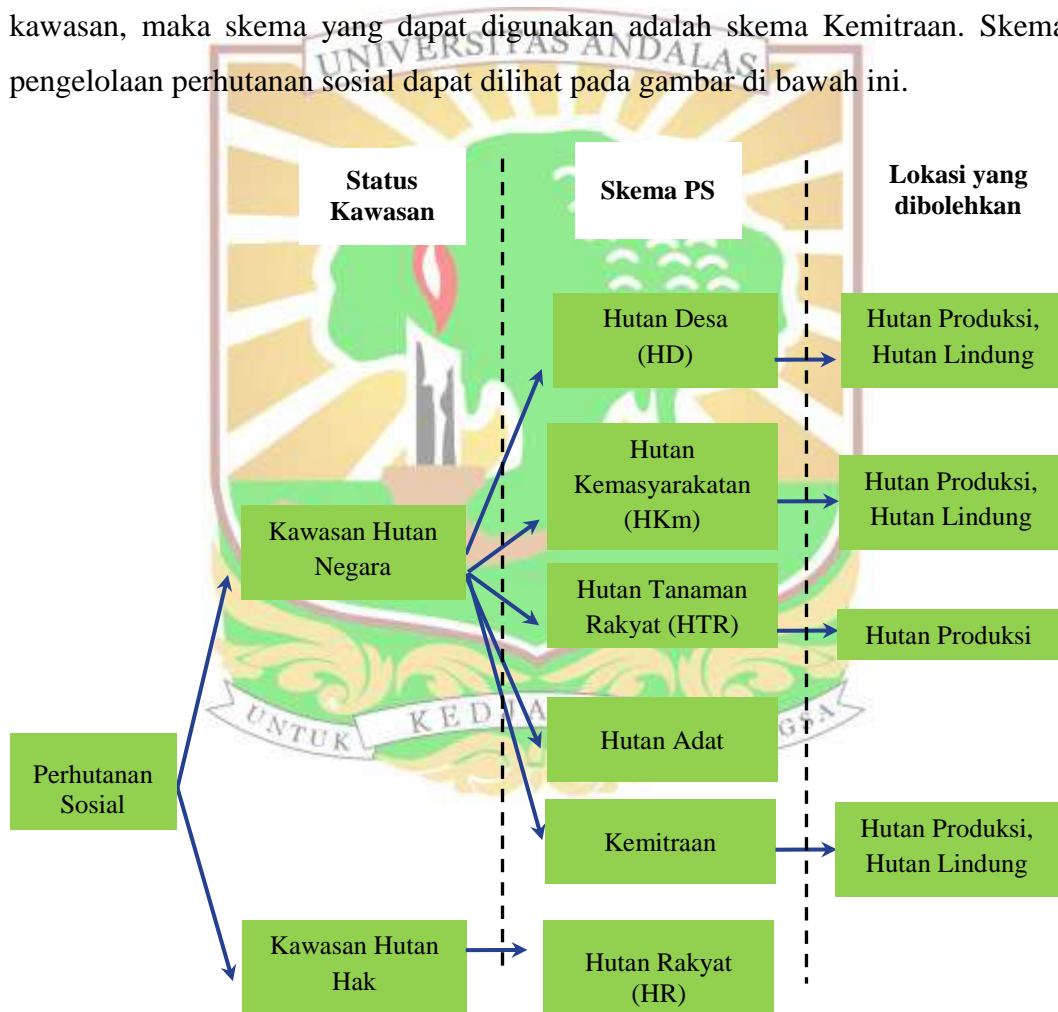 kawasan, maka skema yang dapat digunakan adalah skema Kemitraan. Skema
pengelolaan perhutanan sosial dapat dilihat pada gambar di bawah ini.
UNIVERSITAS ANDALAS
Status
Kawasan
Skema PS
Lokasi yang
dibolehkan
Hutan Desa
(HD)
Hutan Produksi,
Hutan Lindung
Hutan
Kemasyarakatan
(HKm)
Hutan Produksi,
Hutan Lindung
Kawasan Hutan
Negara
Hutan Tanaman
Rakyat (HTR)
Hutan Produksi
UNTUK
Hutan Adat
Perhutanan
Sosial
Kemitraan
Hutan Produksi,
Hutan Lindung
Kawasan Hutan
Hak
Hutan Rakyat
(HR)